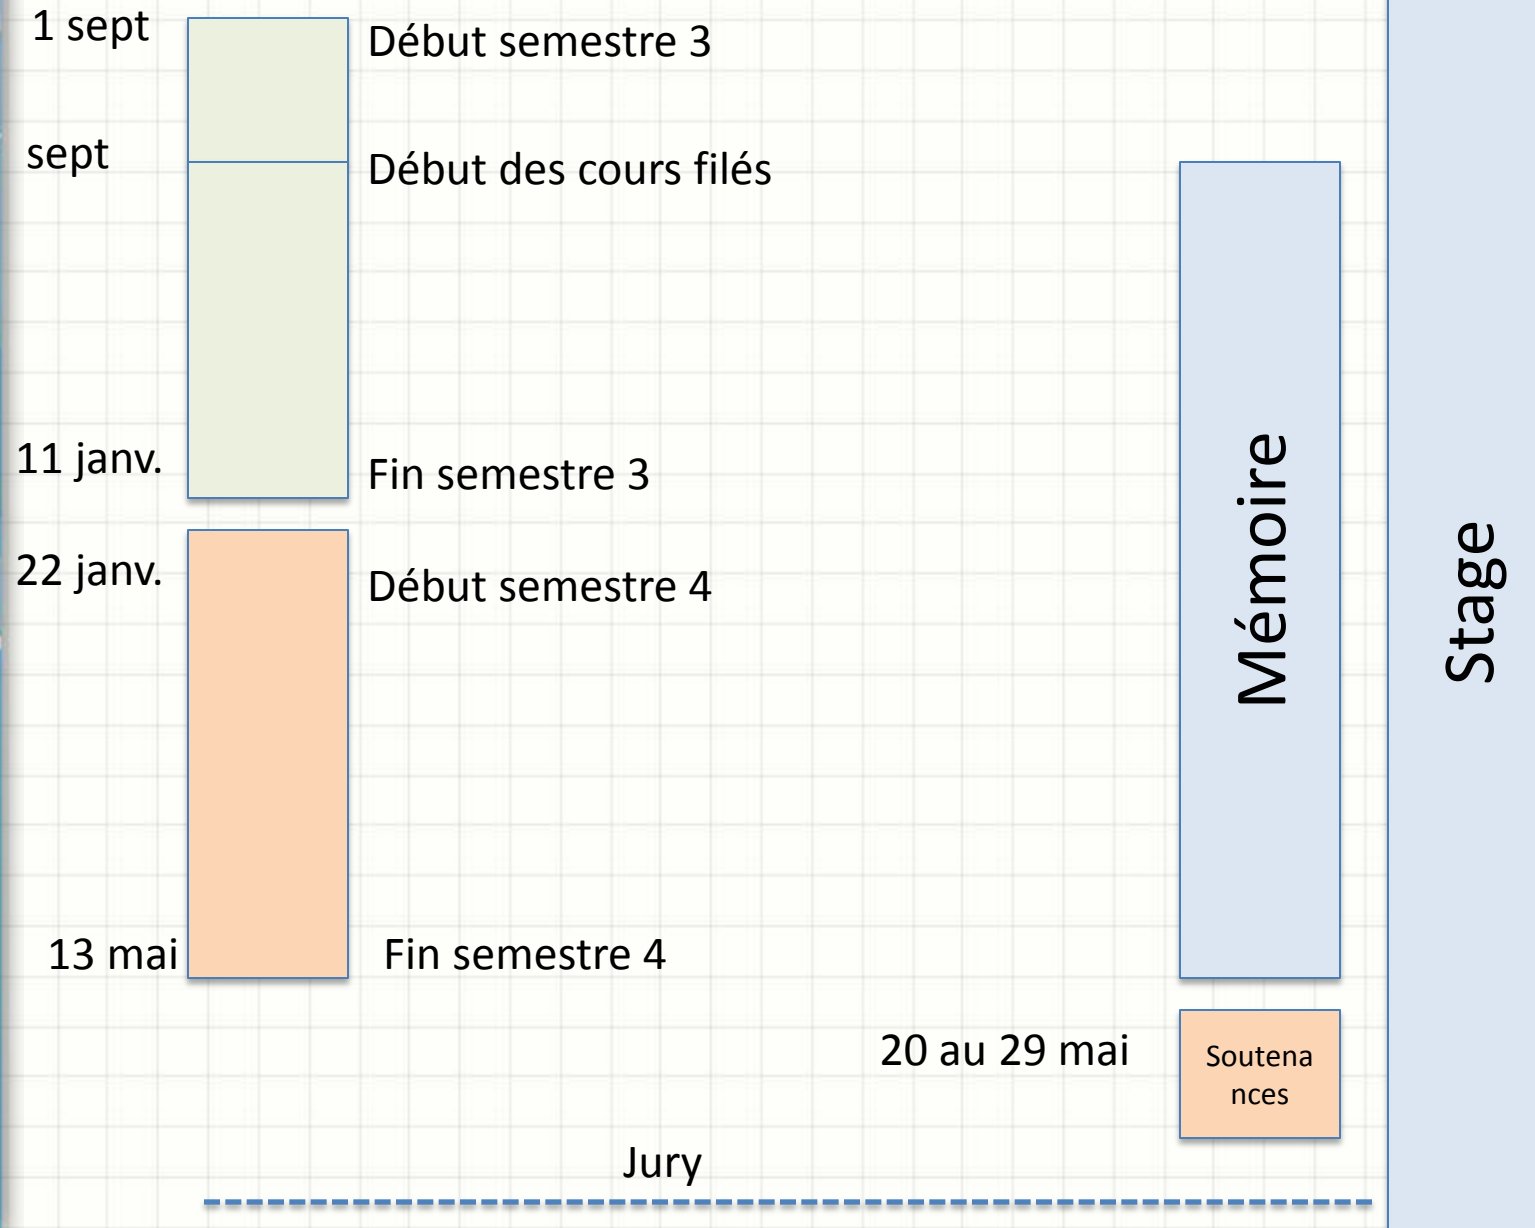 1 sept
Début semestre 3
sept
Début des cours filés
11 janv.
Fin semestre 3
22 janv.
Début semestre 4
Mémoire
Stage
13 mai
Fin semestre 4
20 au 29 mai
Soutena
nces
Jury